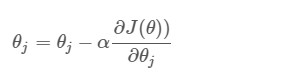 θⱼ = θⱼ − α ∂J(θ)) / ∂θⱼ